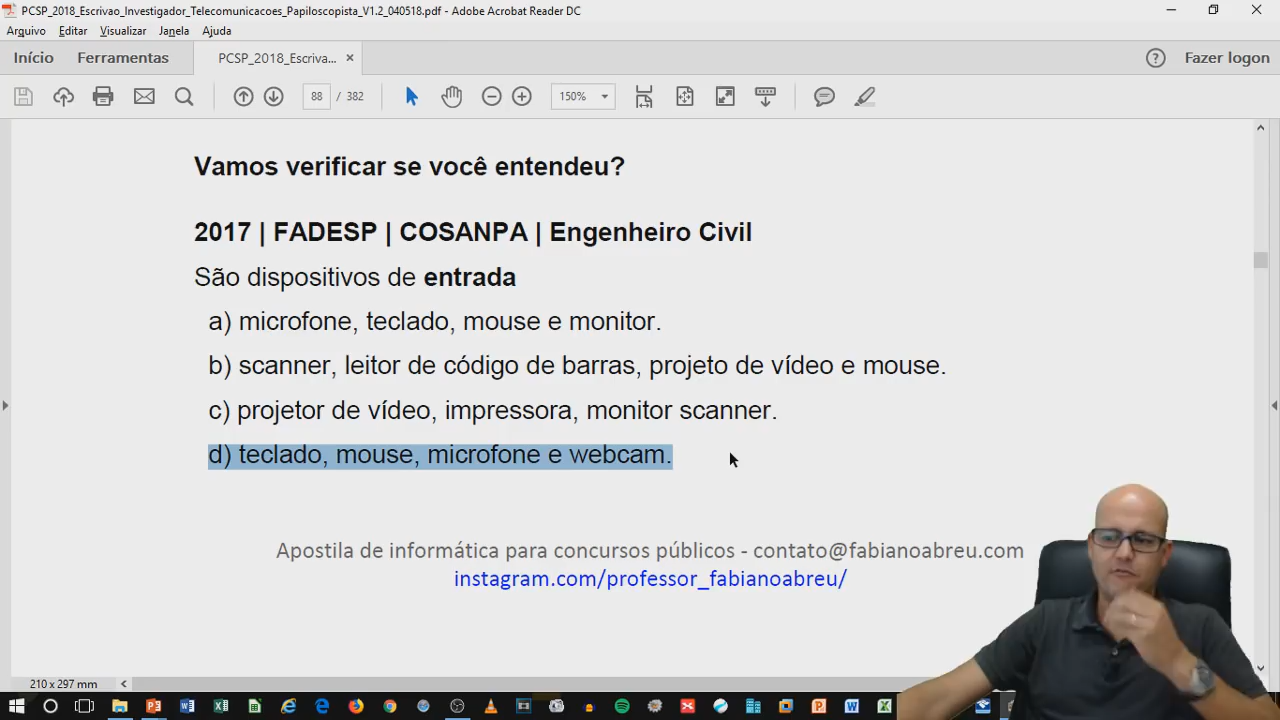 PCSP_2018_Escrivao_Investigador_Telecomunicacoes_Papiloscopista_V1.2_040518.pdf - Adobe Acrobat Reader DC
Arquivo Editar Visualizar Janela Ajuda
Início Ferramentas PCSP_2018_Escriva... × Fazer logon
88 / 382 150%
Vamos verificar se você entendeu?
2017 | FADESP | COSANPA | Engenheiro Civil
São dispositivos de entrada
a) microfone, teclado, mouse e monitor.
b) scanner, leitor de código de barras, projeto de vídeo e mouse.
c) projetor de vídeo, impressora, monitor scanner.
d) teclado, mouse, microfone e webcam.
Apostila de informática para concursos públicos - contato@fabianoabreu.com
instagram.com/professor_fabianoabreu/
210 x 297 mm